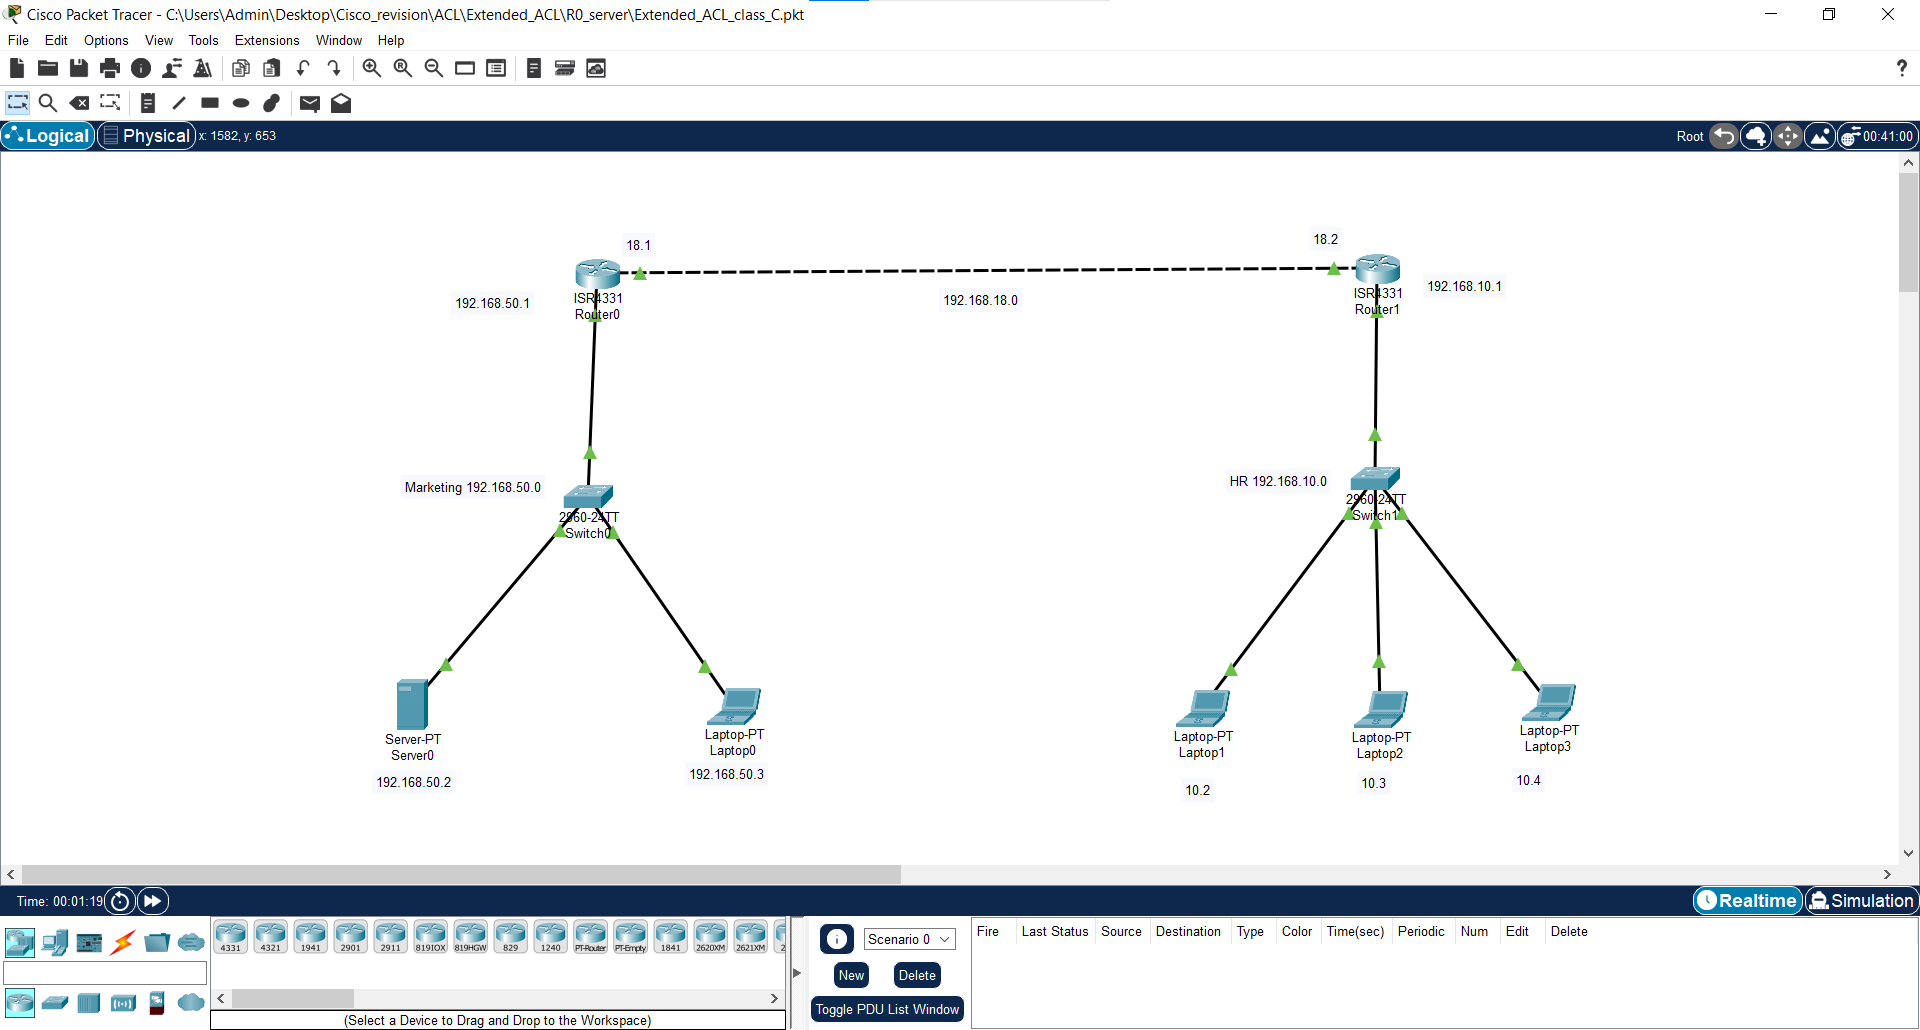 Cisco Packet Tracer - C:\Users\Admin\Desktop\Cisco_revision\ACL\Extended_ACL\R0_server\Extended_ACL_class_C.pkt
File Edit Options View Tools Extensions Window Help
?
Logical Physical x: 1582, y: 653 Root 00:41:00
18.1
18.2
192.168.50.1
ISR4331
Router0
192.168.18.0
ISR4331
Router1
192.168.10.1
Marketing 192.168.50.0
2960-24TT
Switch0
HR 192.168.10.0
2960-24TT
Switch1
Server-PT
Server0
192.168.50.2
Laptop-PT
Laptop0
192.168.50.3
Laptop-PT
Laptop1
10.2
Laptop-PT
Laptop2
10.3
Laptop-PT
Laptop3
10.4
Time: 00:01:19 Realtime Simulation
4331 4321 1941 2901 2911 819IOX 819HGW 829 1240 PT-Router PT-Empty 1841 2620XM 2621XM 2
(Select a Device to Drag and Drop to the Workspace)
Scenario 0
New Delete
Toggle PDU List Window
Fire Last Status Source Destination Type Color Time(sec) Periodic Num Edit Delete